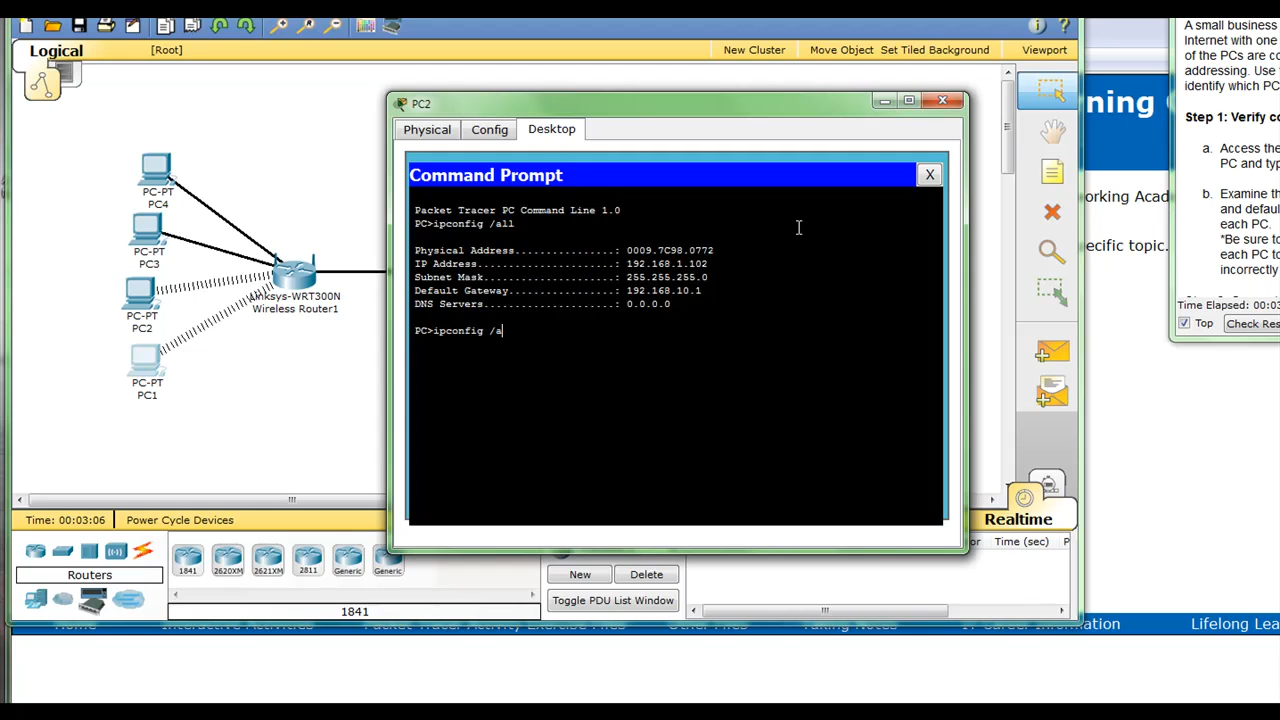 Logical
[Root]
New Cluster
Move Object
Set Tiled Background
Viewport
PC-PT
PC4
PC-PT
PC3
PC-PT
PC2
PC-PT
PC1
Linksys-WRT300N
Wireless Router1
PC2
Physical
Config
Desktop
Command Prompt
X
Packet Tracer PC Command Line 1.0
PC>ipconfig /all
Physical Address................: 0009.7C98.0772
IP Address......................: 192.168.1.102
Subnet Mask.....................: 255.255.255.0
Default Gateway.................: 192.168.10.1
DNS Servers.....................: 0.0.0.0
PC>ipconfig /a
A small business
Internet with one
of the PCs are co
addressing. Use
identify which PC
Step 1: Verify co
a. Access the
PC and typ
b. Examine the
and defaul
each PC.
*Be sure to
each PC to
incorrectly
Time Elapsed: 00:03
Top
Check Res
ning
orking Acad
ecific topic.
Time: 00:03:06
Power Cycle Devices
Realtime
Routers
1841
2620XM
2621XM
2811
Generic
Generic
1841
New
Delete
Toggle PDU List Window
or
Time (sec)
P
Lifelong Lea